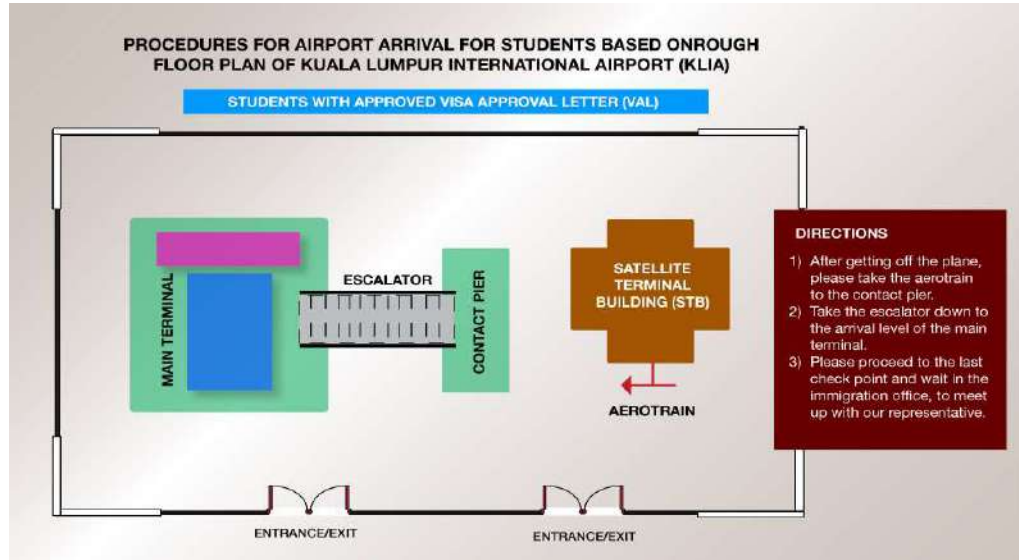 PROCEDURES FOR AIRPORT ARRIVAL FOR STUDENTS BASED ONROUGH
FLOOR PLAN OF KUALA LUMPUR INTERNATIONAL AIRPORT (KLIA)
STUDENTS WITH APPROVED VISA APPROVAL LETTER (VAL)
MAIN TERMINAL
ESCALATOR
CONTACT PIER
SATELLITE
TERMINAL
BUILDING (STB)
AEROTRAIN
DIRECTIONS
1) After getting off the plane,
please take the aerotrain
to the contact pier.
2) Take the escalator down to
the arrival level of the main
terminal.
3) Please proceed to the last
check point and wait in the
immigration office, to meet
up with our representative.
ENTRANCE/EXIT
ENTRANCE/EXIT